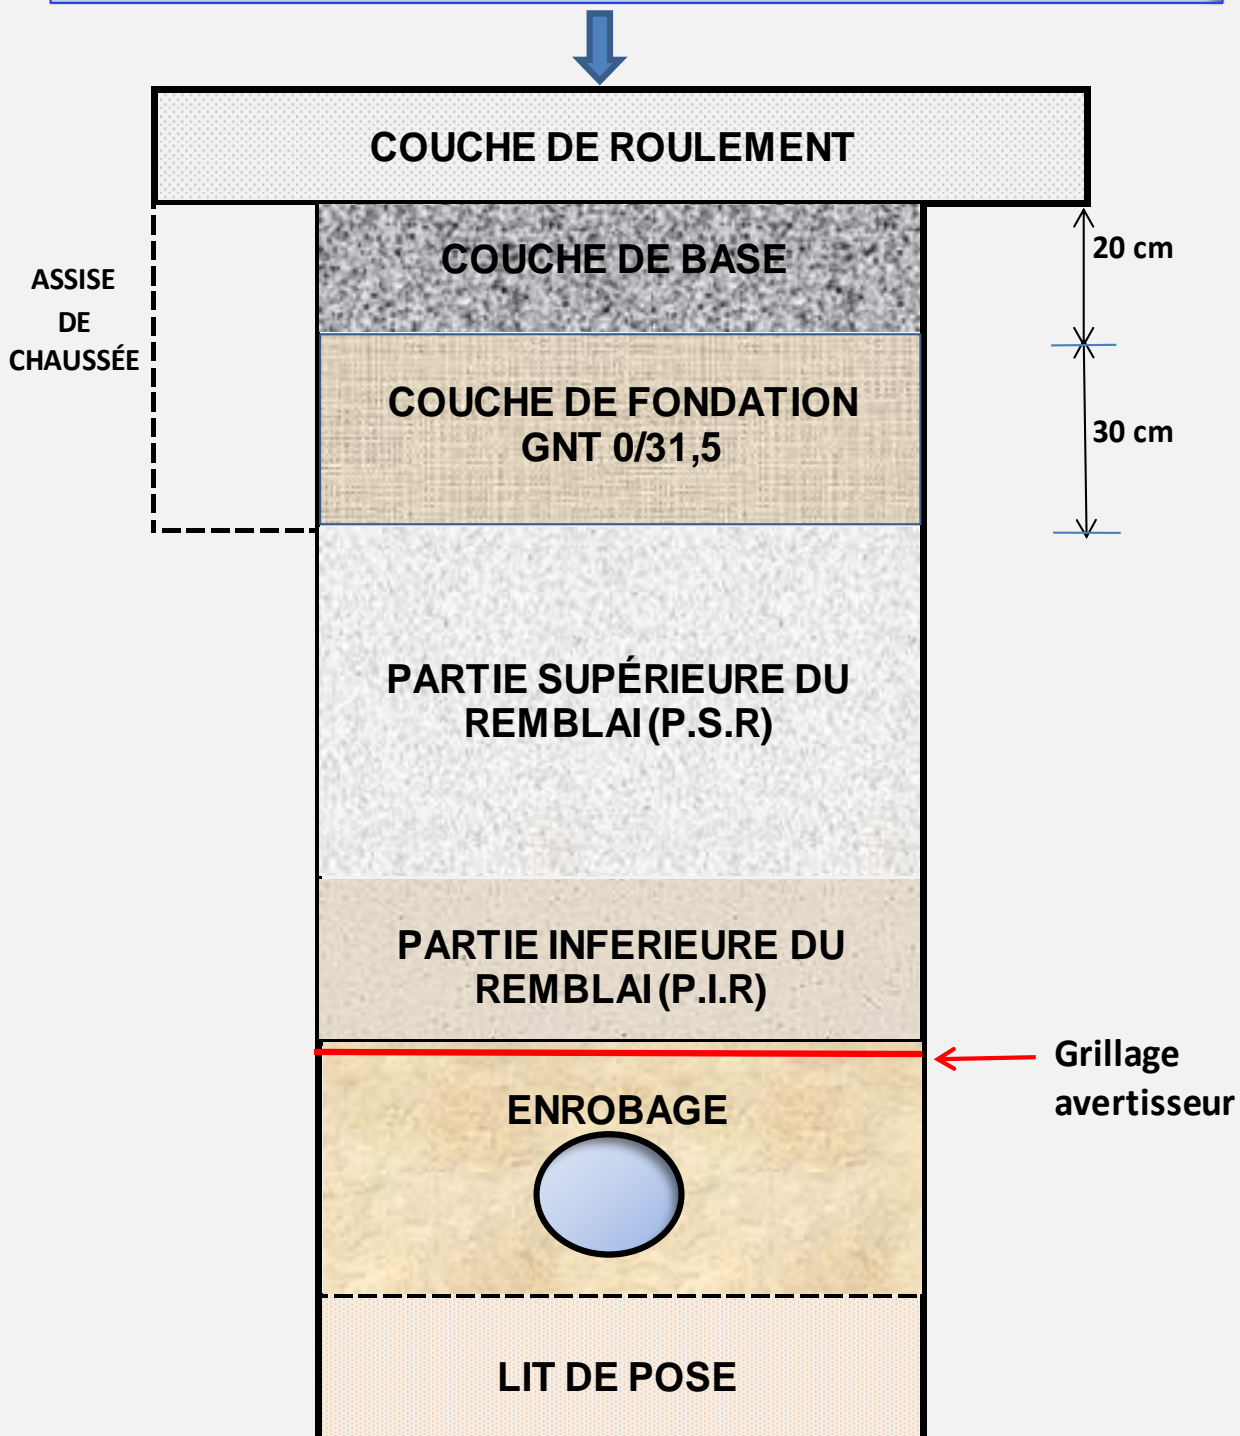 COUCHE DE ROULEMENT
COUCHE DE BASE
20 cm
ASSISE
DE
CHAUSSÉE
COUCHE DE FONDATION
GNT 0/31,5
30 cm
PARTIE SUPÉRIEURE DU
REMBLAI (P.S.R)
PARTIE INFERIEURE DU
REMBLAI (P.I.R)
Grillage
avertisseur
ENROBAGE
LIT DE POSE